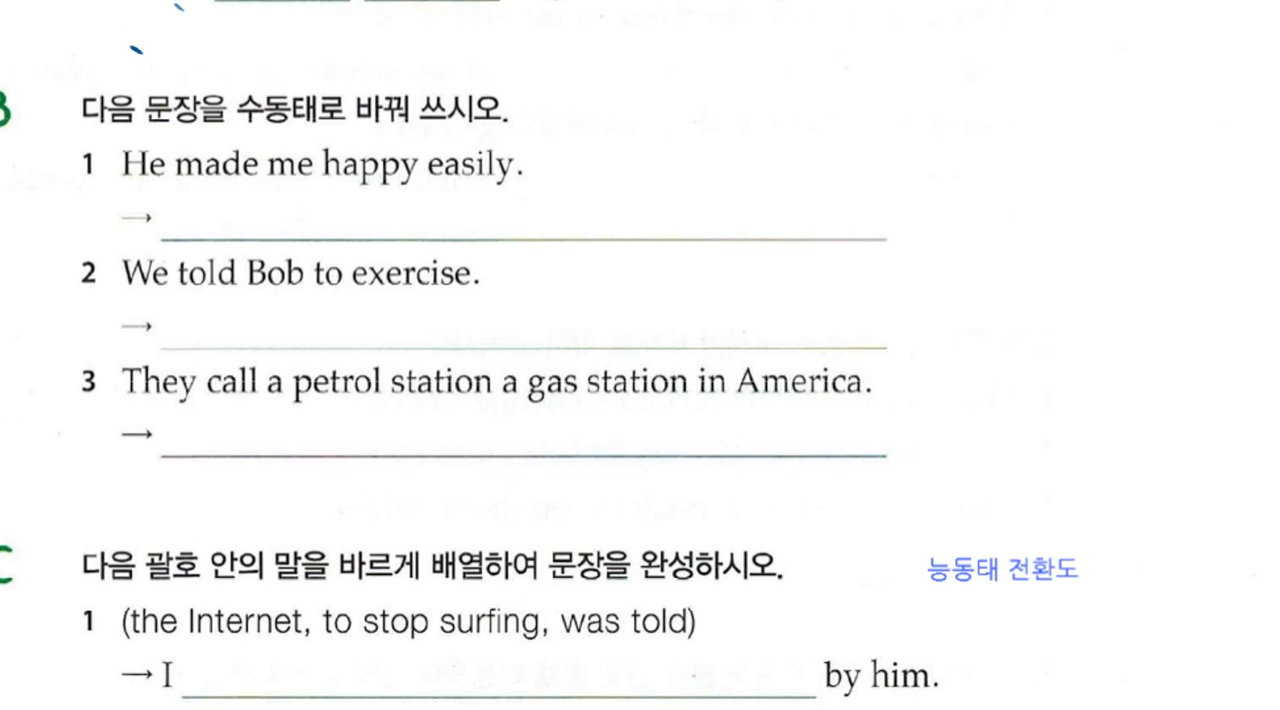 B 다음 문장을 수동태로 바꿔 쓰시오.
1 He made me happy easily.
→
2 We told Bob to exercise.
→
3 They call a petrol station a gas station in America.
→
C 다음 괄호 안의 말을 바르게 배열하여 문장을 완성하시오. 능동태 전환도
1 (the Internet, to stop surfing, was told)
→ I by him.